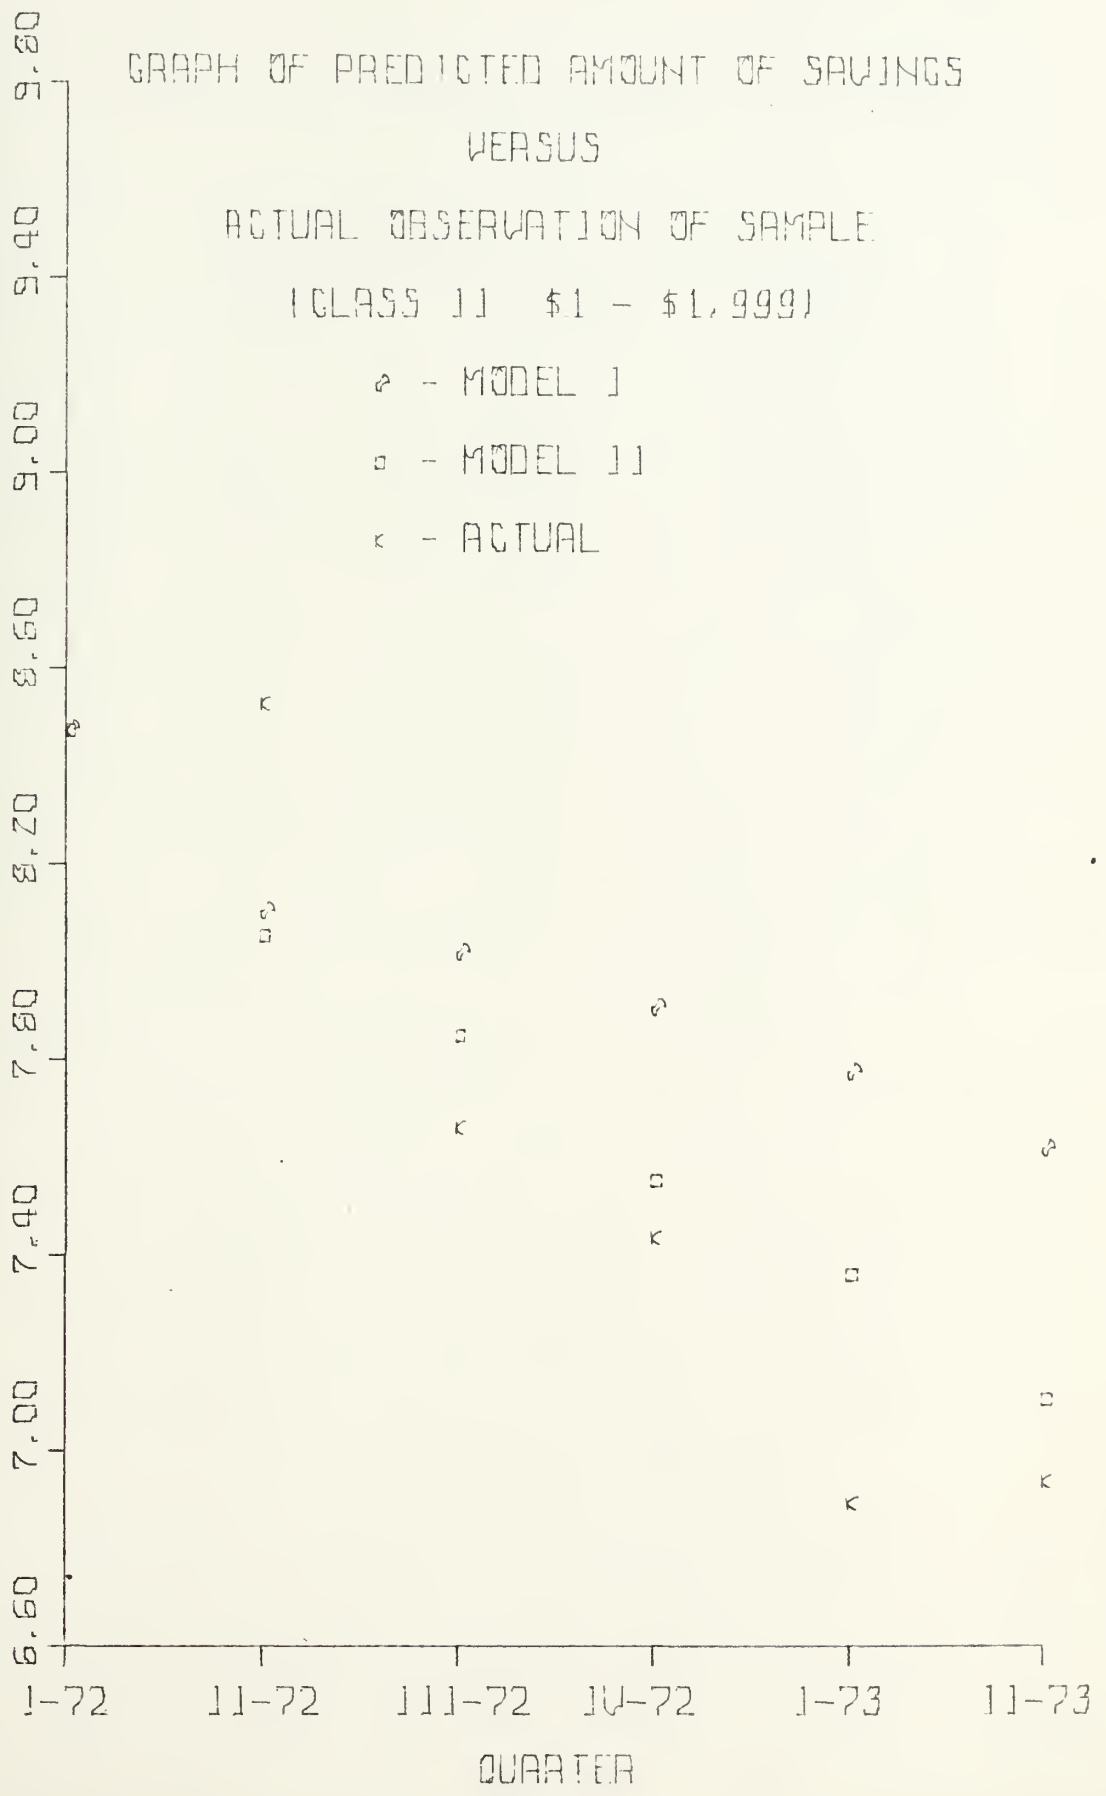 GRAPH OF PREDICTED AMOUNT OF SAVINGS
VERSUS
ACTUAL OBSERVATION OF SAMPLE
(CLASS II $1 - $1,999)
- MODEL I
- MODEL II
- ACTUAL
9.80
9.40
9.00
8.60
8.20
7.80
7.40
7.00
6.60
I-72 II-72 III-72 IV-72 I-73 II-73
QUARTER